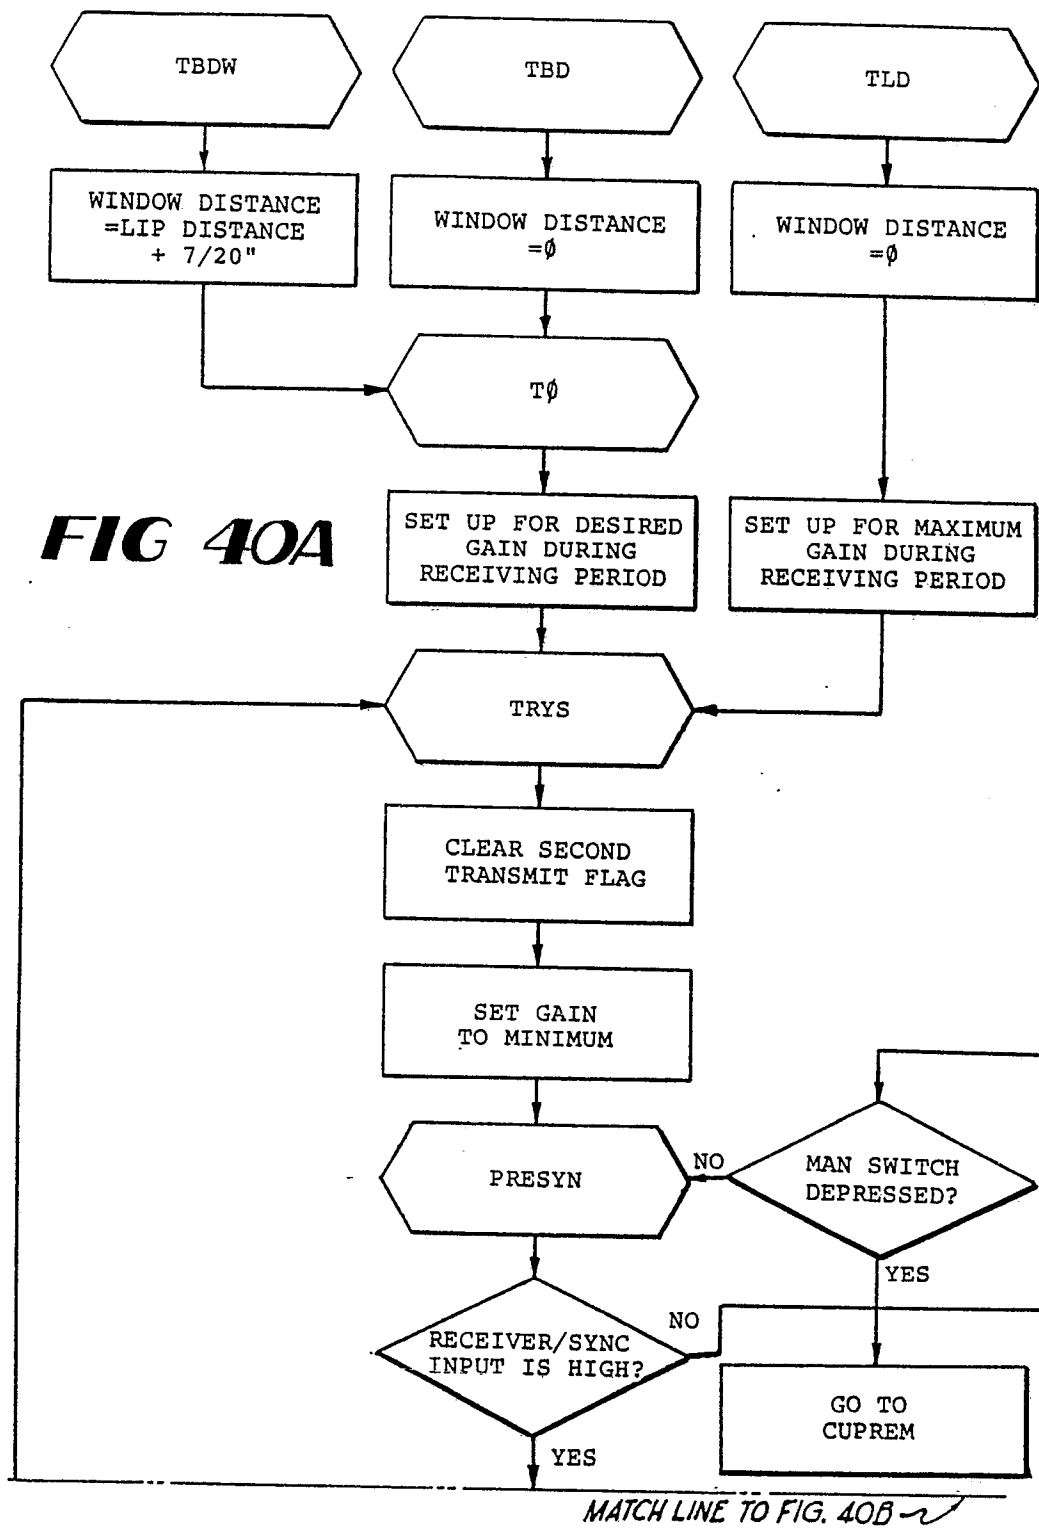 TBDW
TBD
TLD
WINDOW DISTANCE
=LIP DISTANCE
+ 7/20"
WINDOW DISTANCE
=Ø
WINDOW DISTANCE
=Ø
TØ
FIG 40A
SET UP FOR DESIRED
GAIN DURING
RECEIVING PERIOD
SET UP FOR MAXIMUM
GAIN DURING
RECEIVING PERIOD
TRYS
CLEAR SECOND
TRANSMIT FLAG
SET GAIN
TO MINIMUM
PRESYN
NO
MAN SWITCH
DEPRESSED?
YES
RECEIVER/SYNC
INPUT IS HIGH?
NO
GO TO
CUPREM
YES
MATCH LINE TO FIG. 40B